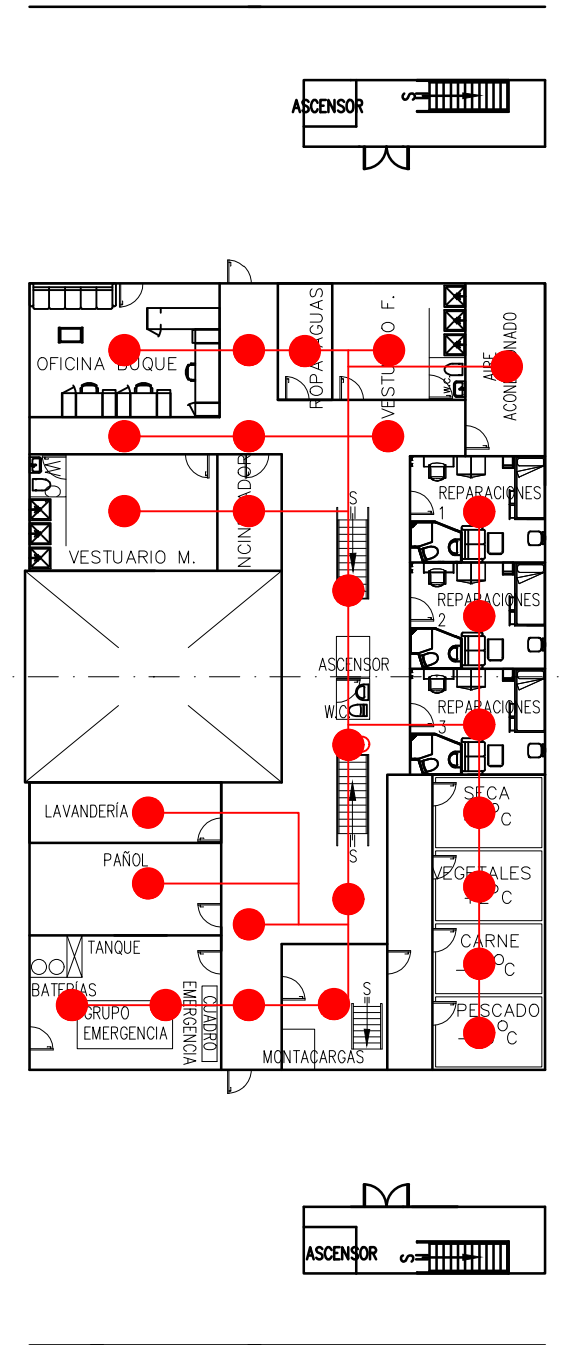 ASCENSOR
S
ROPA AGUAS
VESTUARIO F.
AIRE
ACONDICIONADO
OFICINA BUQUE
W.C.
INCINERADOR
REPARACIONES
1
S
VESTUARIO M.
REPARACIONES
2
ASCENSOR
W.C.
REPARACIONES
3
SECA
°C
LAVANDERÍA
S
PAÑOL
VEGETALES
°C
TANQUE
CARNE
°C
BATERÍAS
S
GRUPO
EMERGENCIA
CUADRO
EMERGENCIA
PESCADO
°C
MONTACARGAS
ASCENSOR
S